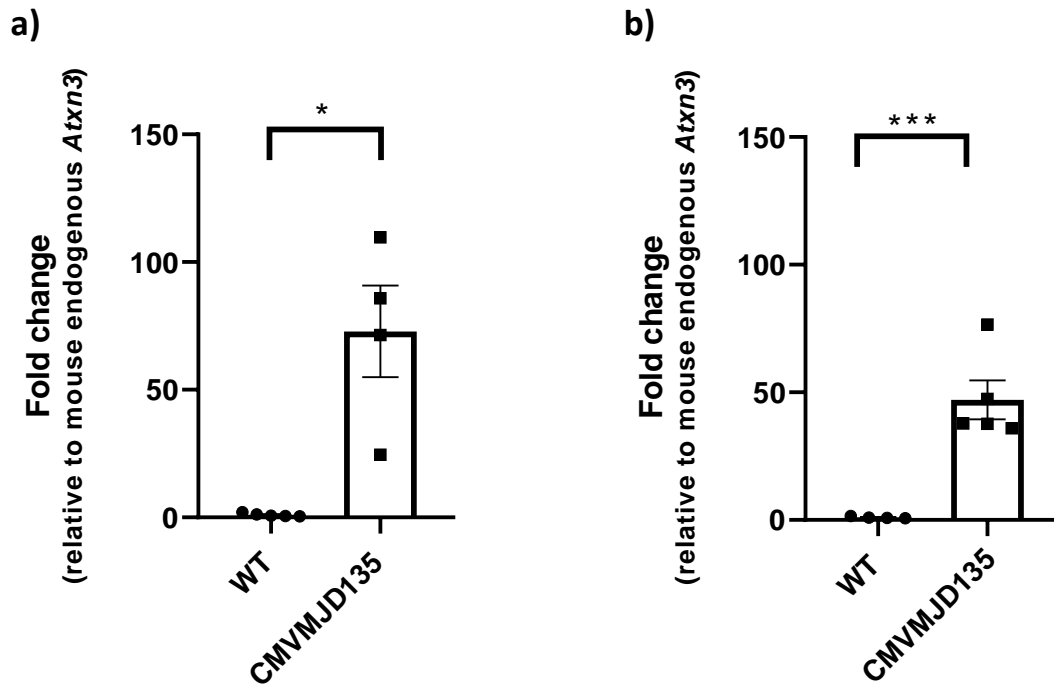 a)
Fold change
(relative to mouse endogenous Atxn3)
*
150
100
50
0
WT
CMVMJD135
b)
Fold change
(relative to mouse endogenous Atxn3)
***
150
100
50
0
WT
CMVMJD135